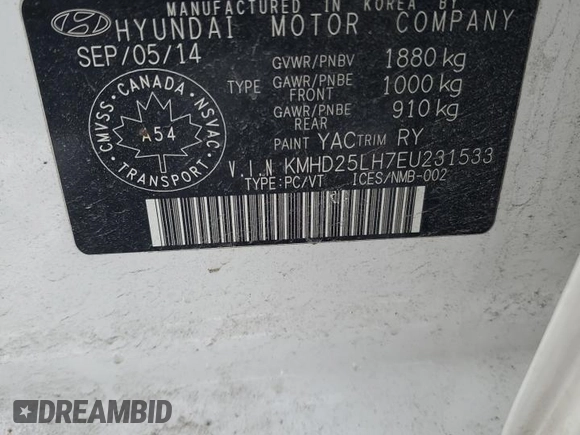 MANUFACTURED IN KOREA BY
HYUNDAI MOTOR COMPANY
SEP/05/14
GVWR/PNBV 1880 kg
TYPE GAWR/PNBE FRONT 1000 kg
GAWR/PNBE REAR 910 kg
CMVSS · CANADA · NSVAC · TRANSPORT ·
A54
PAINT YAC TRIM RY
V.I.N KMHD25LH7EU231533
TYPE:PC/VT ICES/NMB-002
DREAMBID